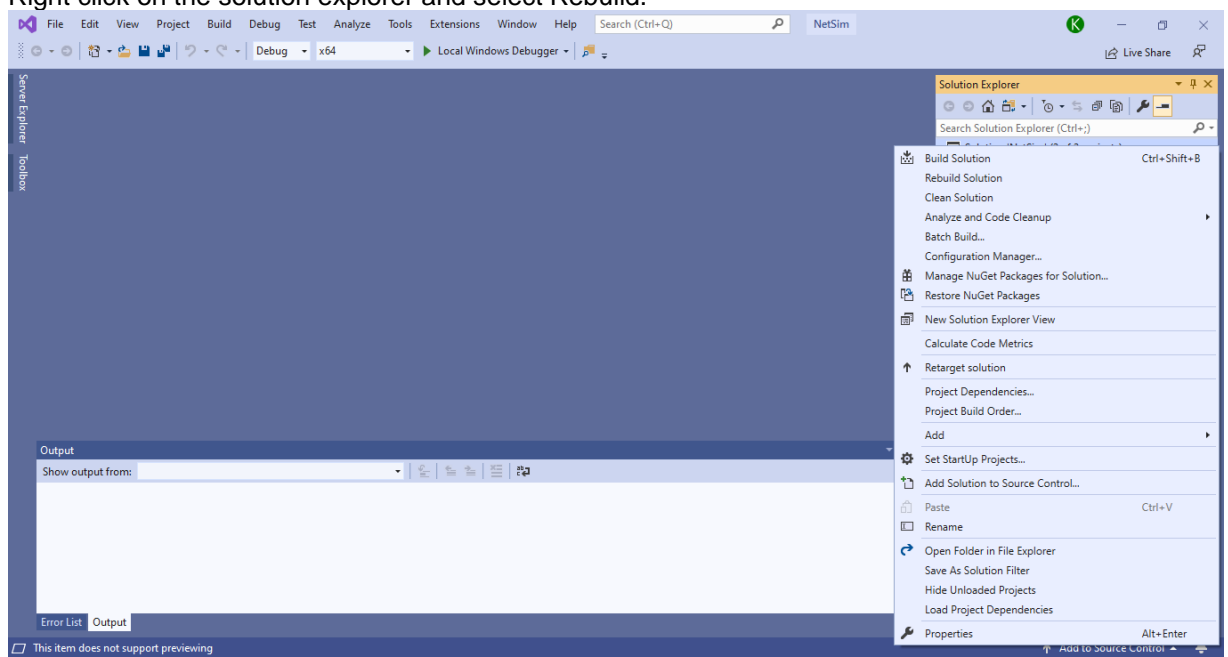 Right click on the solution explorer and select Rebuild.
File Edit View Project Build Debug Test Analyze Tools Extensions Window Help Search (Ctrl+Q) NetSim K
Debug x64 Local Windows Debugger Live Share
Server Explorer
Toolbox
Solution Explorer
Search Solution Explorer (Ctrl+;)
Build Solution Ctrl+Shift+B
Rebuild Solution
Clean Solution
Analyze and Code Cleanup
Batch Build...
Configuration Manager...
Manage NuGet Packages for Solution...
Restore NuGet Packages
New Solution Explorer View
Calculate Code Metrics
Retarget solution
Project Dependencies...
Project Build Order...
Add
Set StartUp Projects...
Add Solution to Source Control...
Paste Ctrl+V
Rename
Open Folder in File Explorer
Save As Solution Filter
Hide Unloaded Projects
Load Project Dependencies
Properties Alt+Enter
Output
Show output from:
Error List Output
This item does not support previewing
Add to Source Control